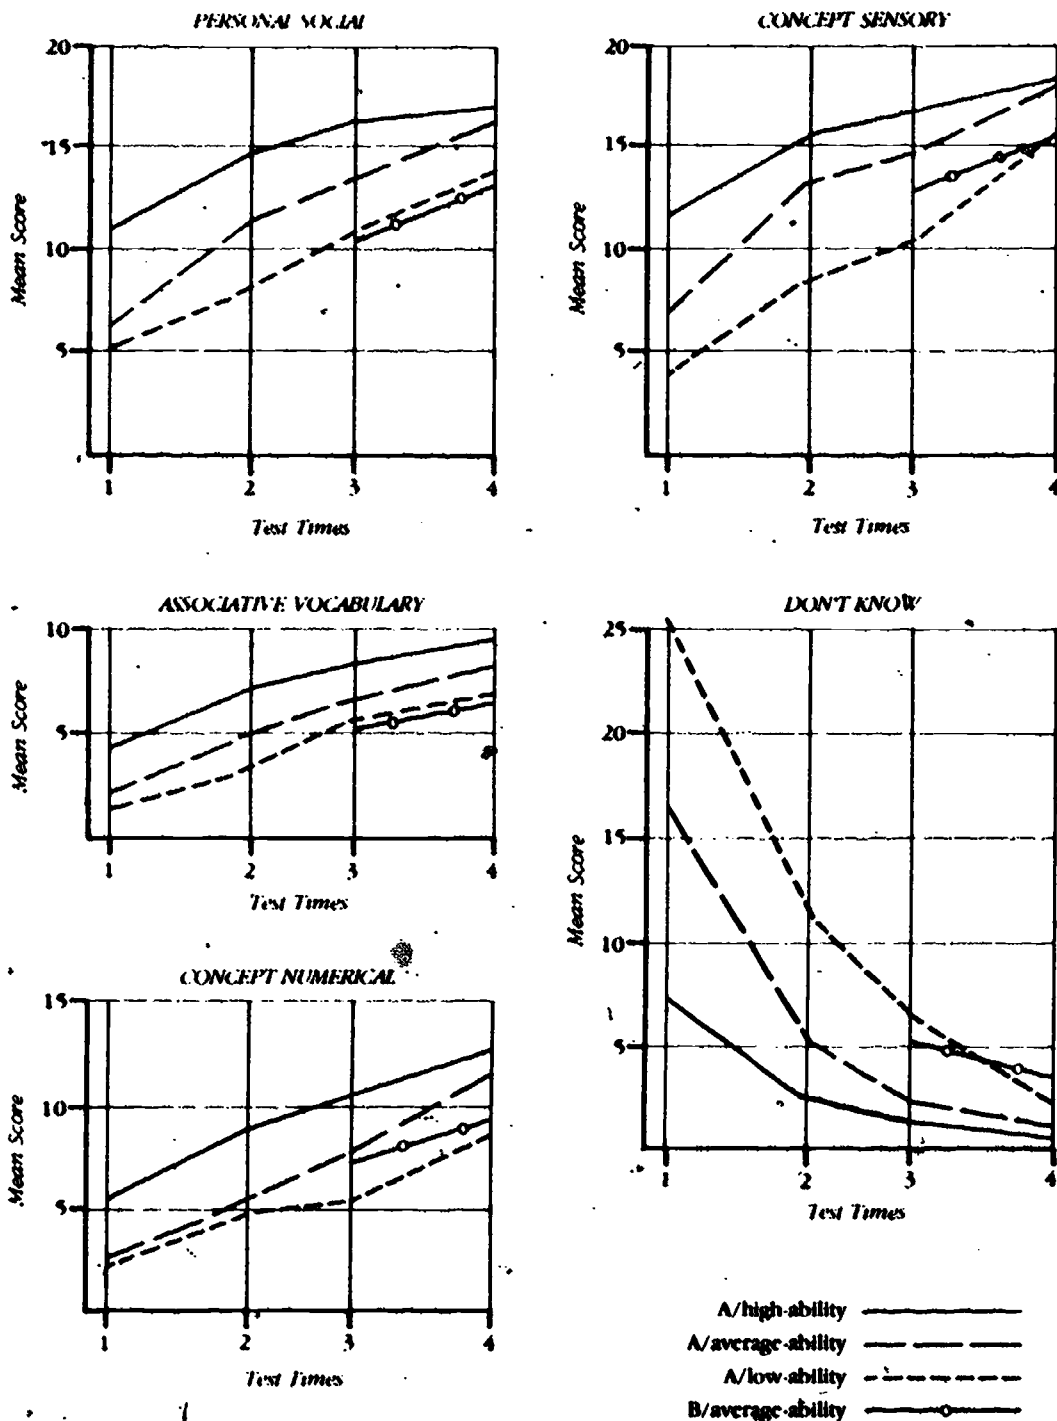 PERSONAL SOCIAL
20
15
10
5
Mean Score
1 2 3 4
Test Times
CONCEPT SENSORY
20
15
10
5
Mean Score
1 2 3 4
Test Times
ASSOCIATIVE VOCABULARY
10
5
Mean Score
1 2 3 4
Test Times
DON'T KNOW
25
20
15
10
5
Mean Score
1 2 3 4
Test Times
CONCEPT NUMERICAL
15
10
5
Mean Score
1 2 3 4
Test Times
A/high-ability
A/average-ability
A/low-ability
B/average-ability